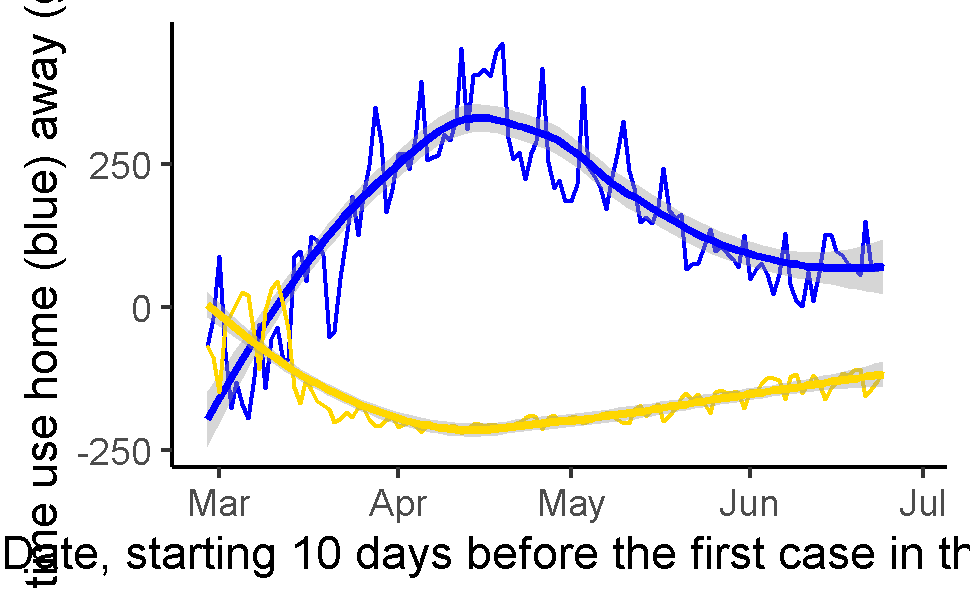 time use home (blue) away (
250
0
-250
Mar Apr May Jun Jul
Date, starting 10 days before the first case in